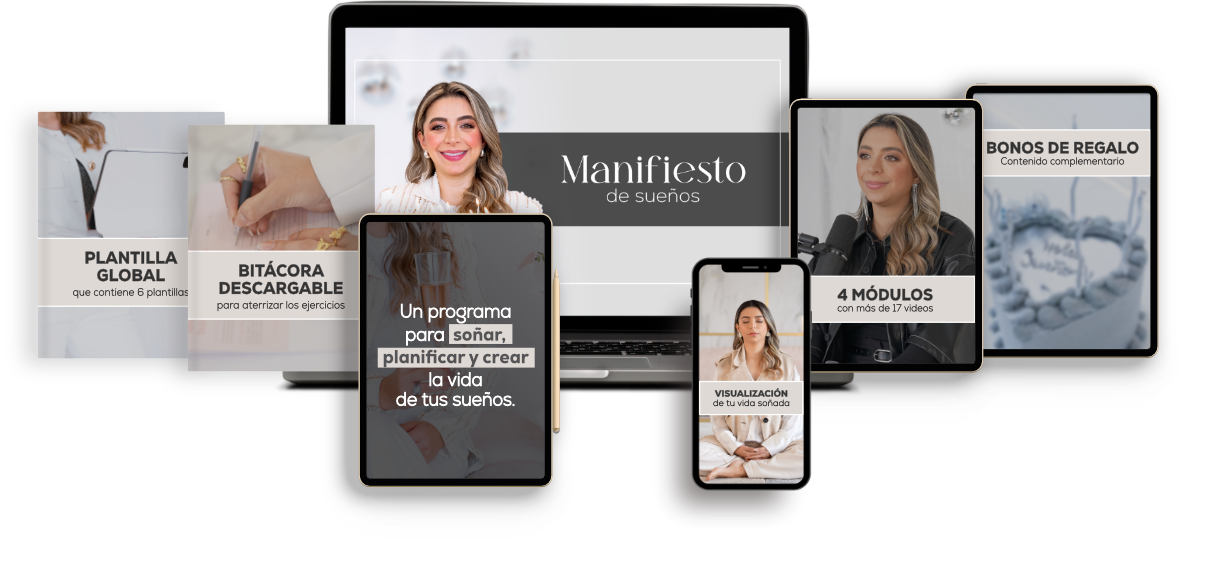 PLANTILLA
GLOBAL
que contiene 6 plantillas
BITÁCORA
DESCARGABLE
para aterrizar los ejercicios
Manifiesto
de sueños
Un programa
para soñar,
planificar y crear
la vida
de tus sueños.
VISUALIZACIÓN
de tu vida soñada
4 MÓDULOS
con más de 17 videos
BONOS DE REGALO
Contenido complementario